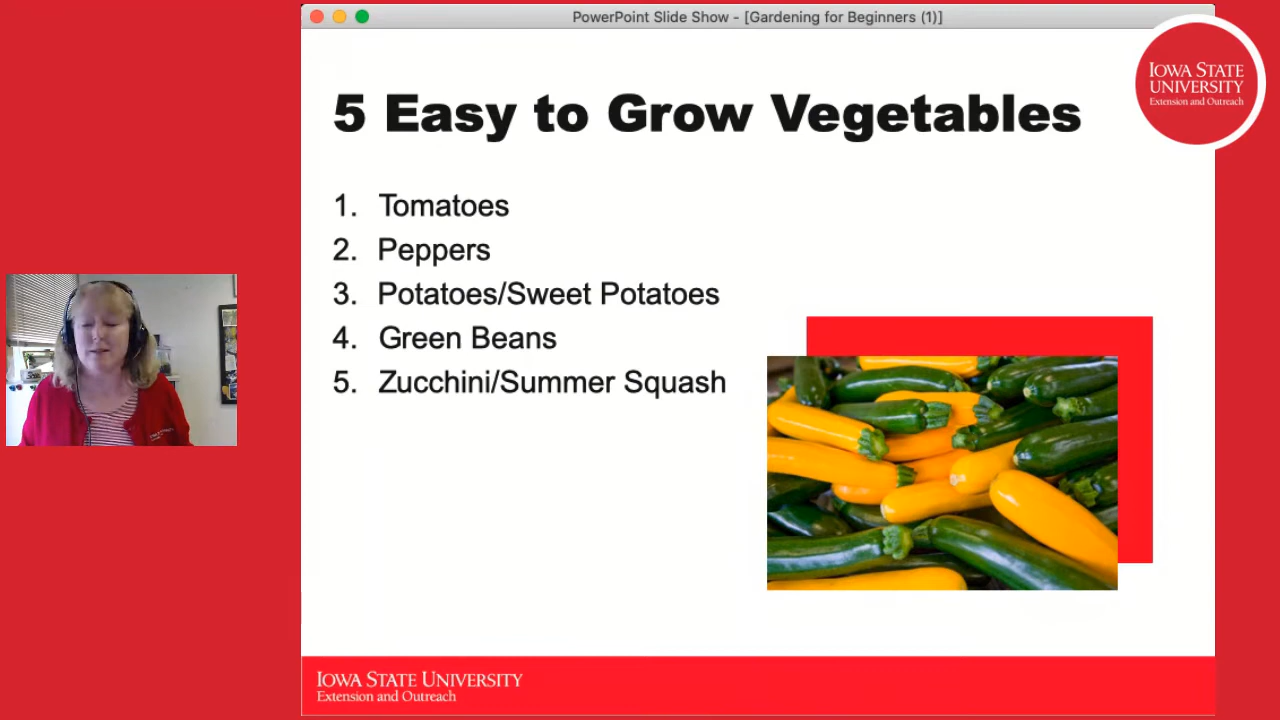 PowerPoint Slide Show - [Gardening for Beginners (1)]
IOWA STATE
UNIVERSITY
Extension and Outreach
5 Easy to Grow Vegetables
1. Tomatoes
2. Peppers
3. Potatoes/Sweet Potatoes
4. Green Beans
5. Zucchini/Summer Squash
IOWA STATE UNIVERSITY
Extension and Outreach